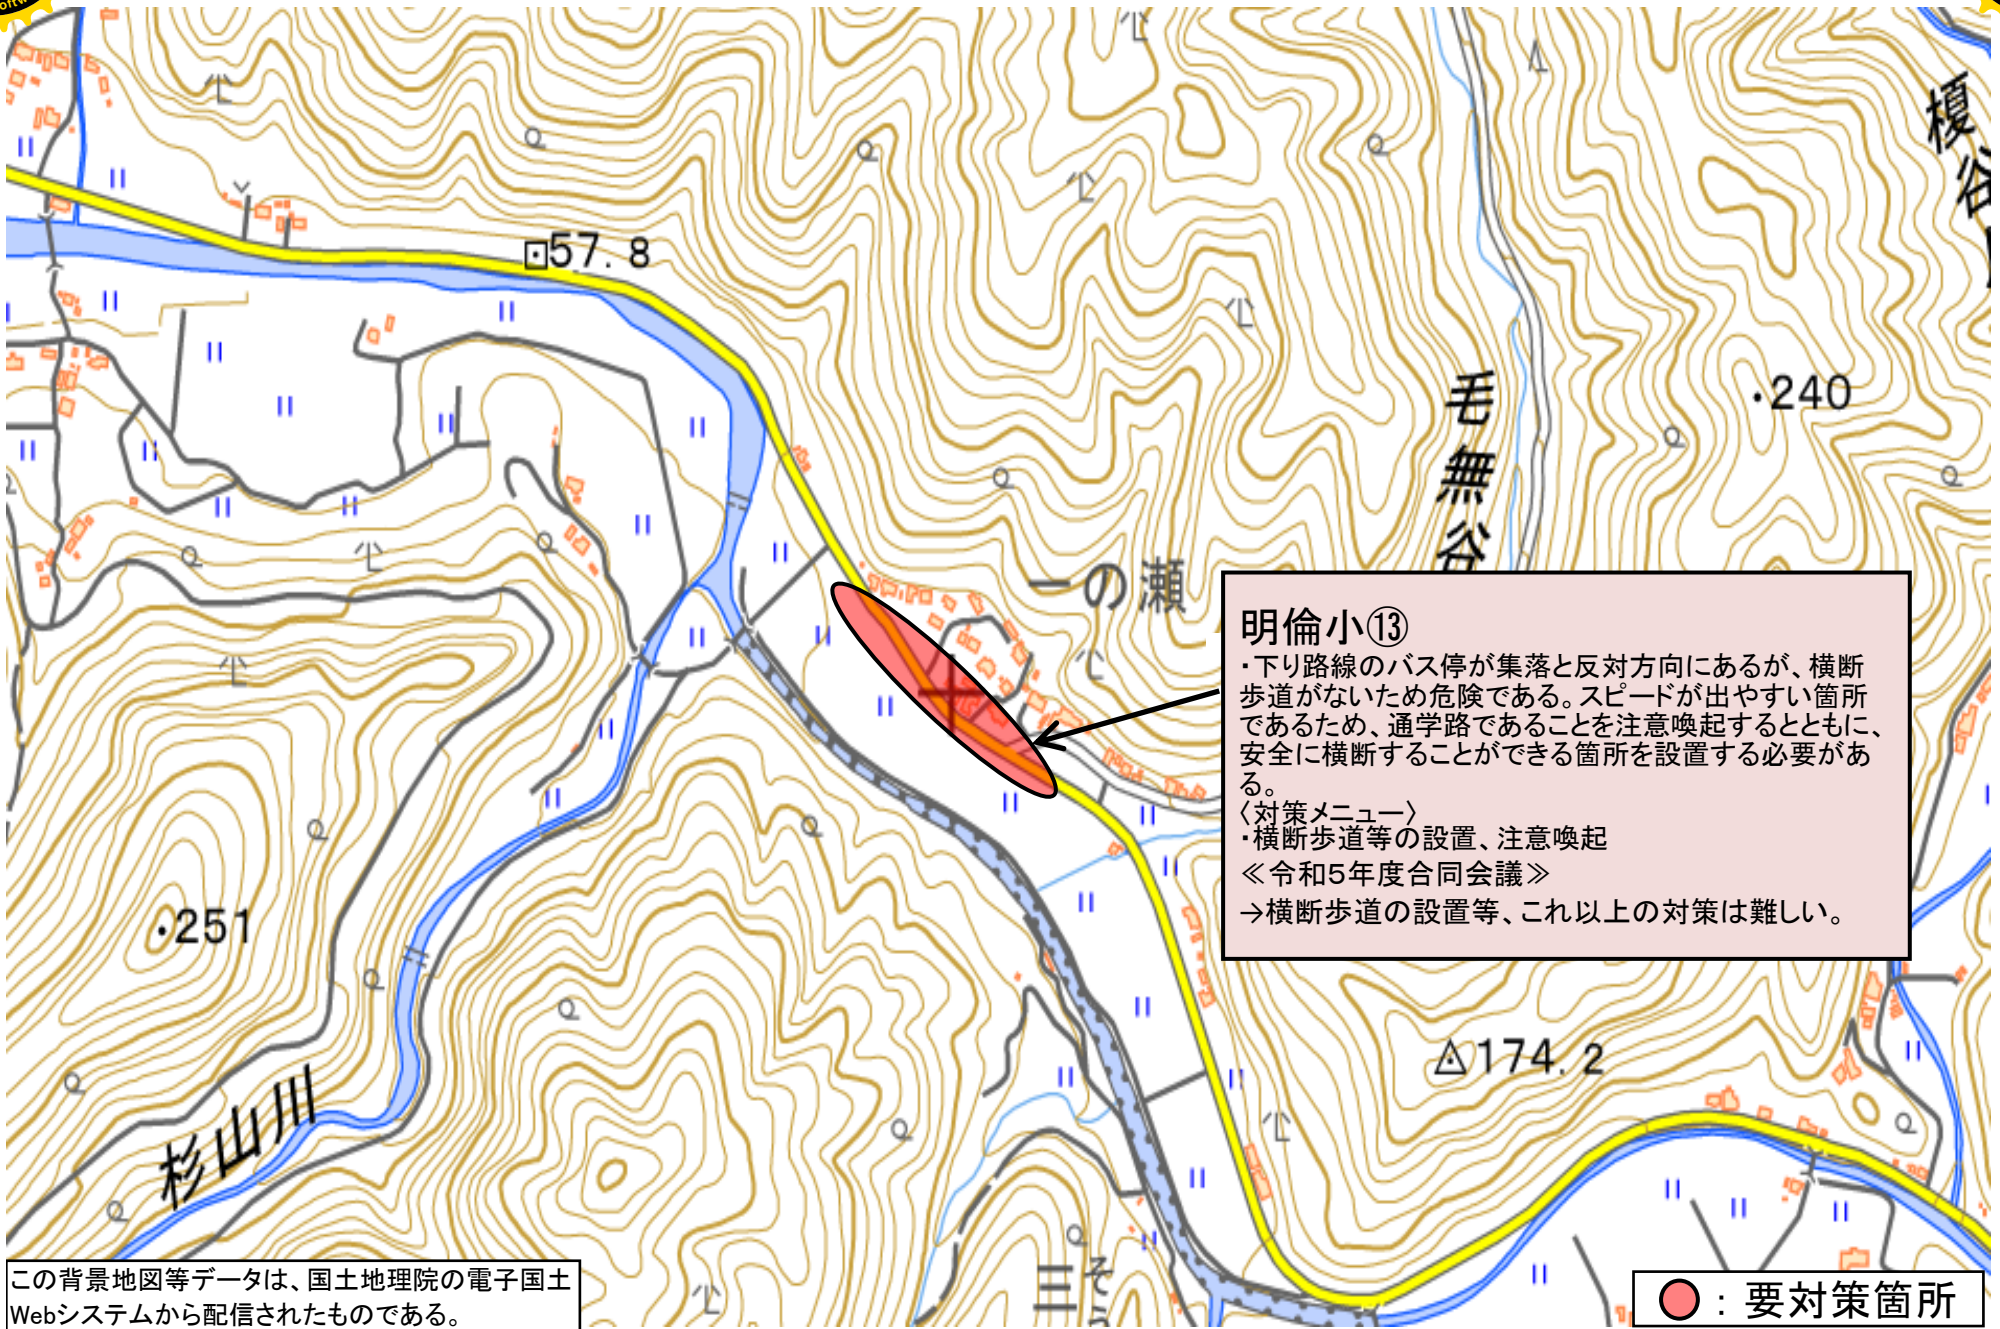 榎谷
57.8
240
毛無谷
一の瀬
明倫小⑬
・下り路線のバス停が集落と反対方向にあるが、横断
歩道がないため危険である。スピードが出やすい箇所
であるため、通学路であることを注意喚起するとともに、
安全に横断することができる箇所を設置する必要があ
る。
〈対策メニュー〉
・横断歩道等の設置、注意喚起
≪令和5年度合同会議≫
→横断歩道の設置等、これ以上の対策は難しい。
251
174.2
杉山川
三
そ
この背景地図等データは、国土地理院の電子国土
Webシステムから配信されたものである。
：要対策箇所